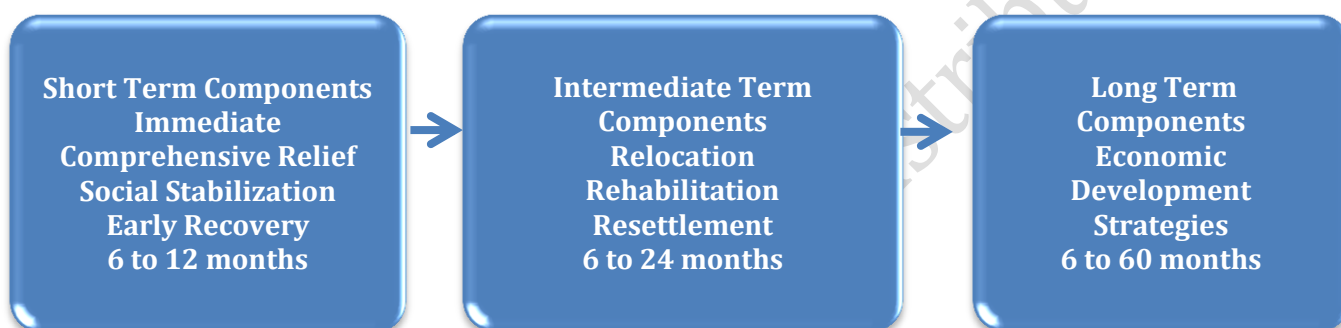 Short Term Components
Immediate
Comprehensive Relief
Social Stabilization
Early Recovery
6 to 12 months
Intermediate Term
Components
Relocation
Rehabilitation
Resettlement
6 to 24 months
Long Term
Components
Economic
Development
Strategies
6 to 60 months